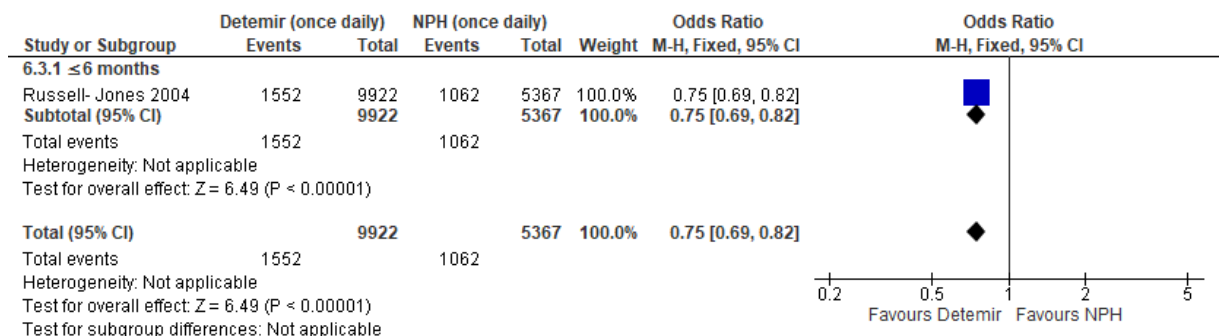 Detemir (once daily) NPH (once daily) Odds Ratio Odds Ratio
Study or Subgroup Events Total Events Total Weight M-H, Fixed, 95% CI M-H, Fixed, 95% CI
6.3.1 ≤6 months
Russell- Jones 2004 1552 9922 1062 5367 100.0% 0.75 [0.69, 0.82]
Subtotal (95% CI) 9922 5367 100.0% 0.75 [0.69, 0.82]
Total events 1552 1062
Heterogeneity: Not applicable
Test for overall effect: Z = 6.49 (P < 0.00001)
Total (95% CI) 9922 5367 100.0% 0.75 [0.69, 0.82]
Total events 1552 1062
Heterogeneity: Not applicable
Test for overall effect: Z = 6.49 (P < 0.00001)
Test for subgroup differences: Not applicable
0.2 0.5 1 2 5
Favours Detemir Favours NPH